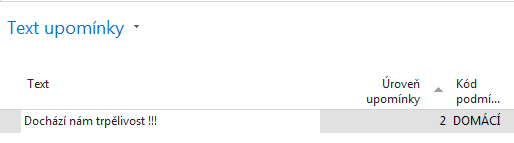 Text upomínky
Text
Úroveň upomínky
Kód podmí...
Dochází nám trpělivost !!!
2
DOMÁCÍ